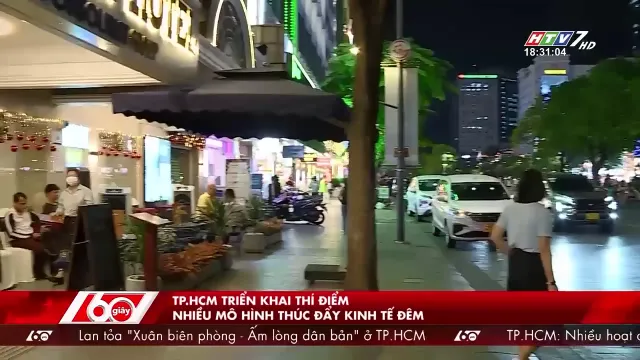 HTV7 HD
18:31:04
TP.HCM TRIỂN KHAI THÍ ĐIỂM
NHIỀU MÔ HÌNH THÚC ĐẨY KINH TẾ ĐÊM
60 giây
Lan tỏa "Xuân biên phòng - Ấm lòng dân bản" ở TP.HCM
60 TP.HCM: Nhiều hoạt